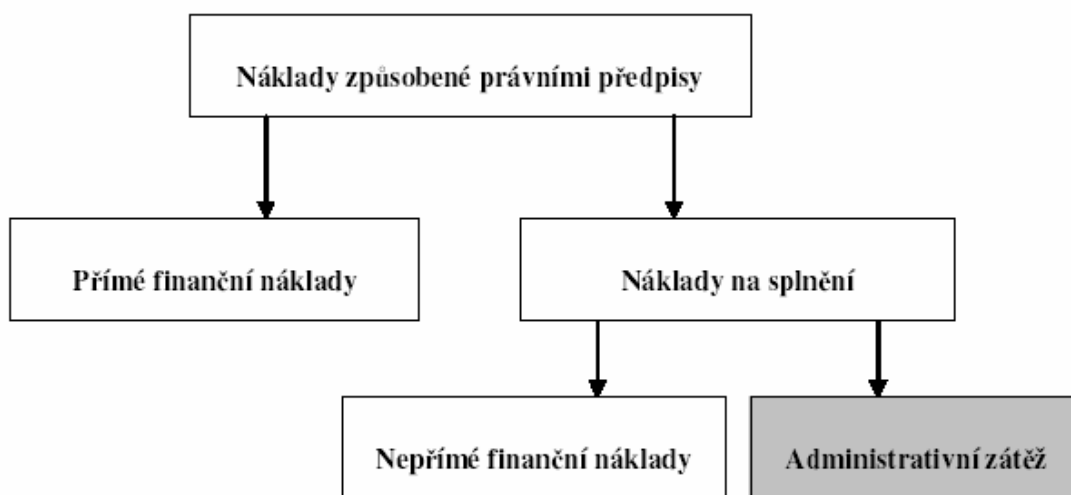 Náklady způsobené právními předpisy
Přímé finanční náklady
Náklady na splnění
Nepřímé finanční náklady
Administrativní zátěž